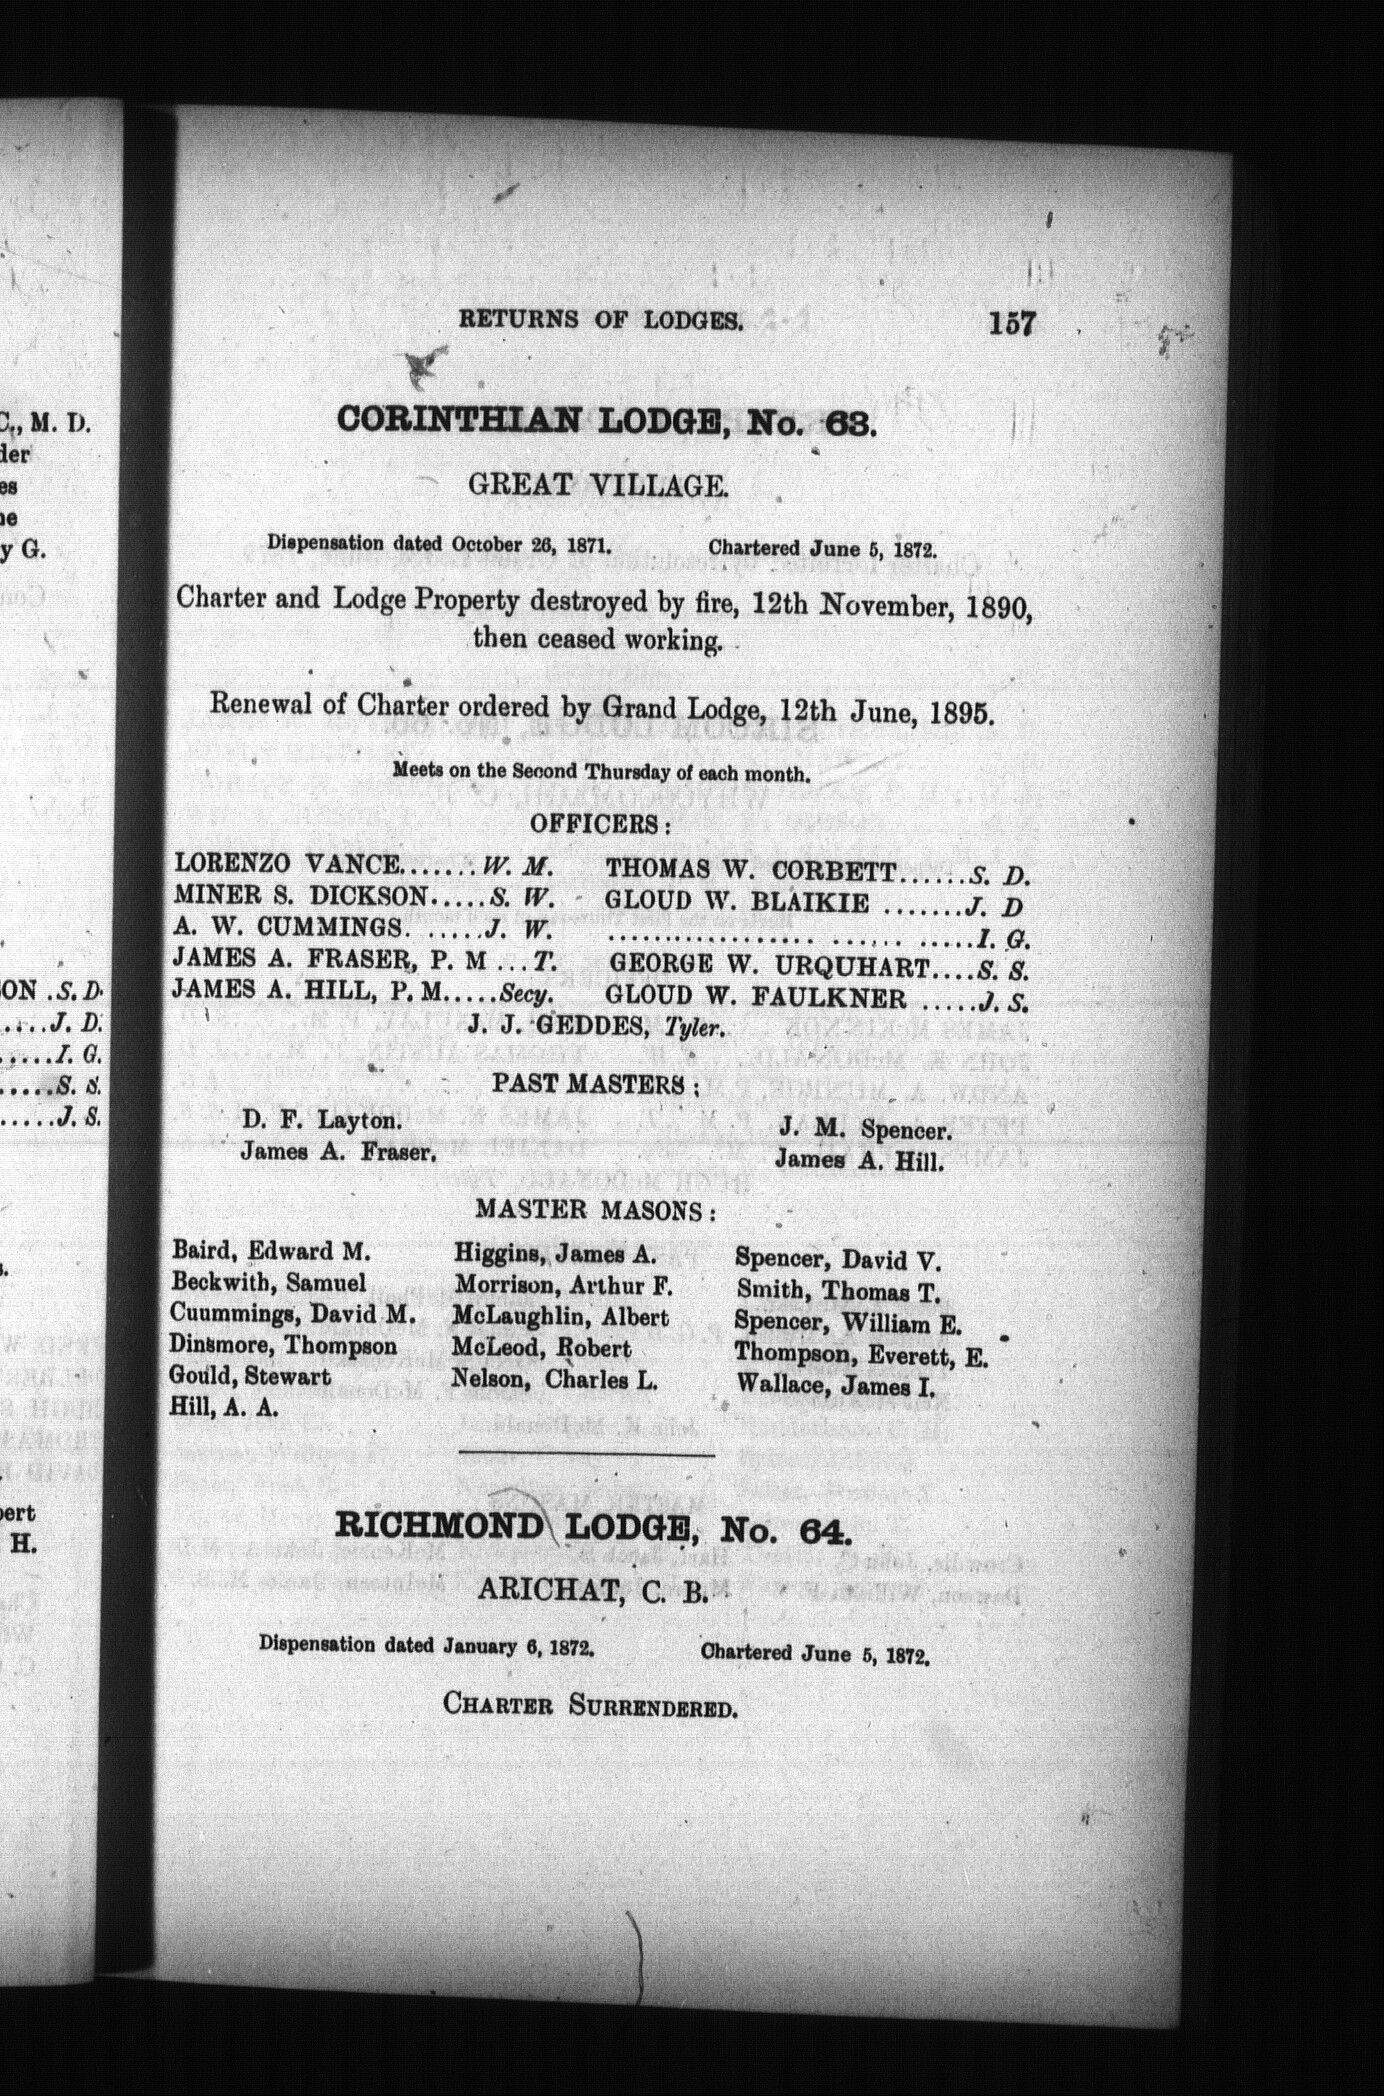 RETURNS OF LODGES. 157
CORINTHIAN LODGE, No. 63.
GREAT VILLAGE.
Dispensation dated October 26, 1871. Chartered June 5, 1872.
Charter and Lodge Property destroyed by fire, 12th November, 1890,
then ceased working.
Renewal of Charter ordered by Grand Lodge, 12th June, 1895.
Meets on the Second Thursday of each month.
OFFICERS:
LORENZO VANCE.......W. M. THOMAS W. CORBETT......S. D.
MINER S. DICKSON.....S. W. GLOUD W. BLAIKIE .......J. D
A. W. CUMMINGS. .....J. W. .................. ...... .....I. G.
JAMES A. FRASER, P. M ...T. GEORGE W. URQUHART....S. S.
JAMES A. HILL, P. M.....Secy. GLOUD W. FAULKNER .....J. S.
J. J. GEDDES, Tyler.
PAST MASTERS:
D. F. Layton. J. M. Spencer.
James A. Fraser. James A. Hill.
MASTER MASONS:
Baird, Edward M. Higgins, James A. Spencer, David V.
Beckwith, Samuel Morrison, Arthur F. Smith, Thomas T.
Cuummings, David M. McLaughlin, Albert Spencer, William E.
Dinsmore, Thompson McLeod, Robert Thompson, Everett, E.
Gould, Stewart Nelson, Charles L. Wallace, James I.
Hill, A. A.
RICHMOND LODGE, No. 64.
ARICHAT, C. B.
Dispensation dated January 6, 1872. Chartered June 5, 1872.
CHARTER SURRENDERED.